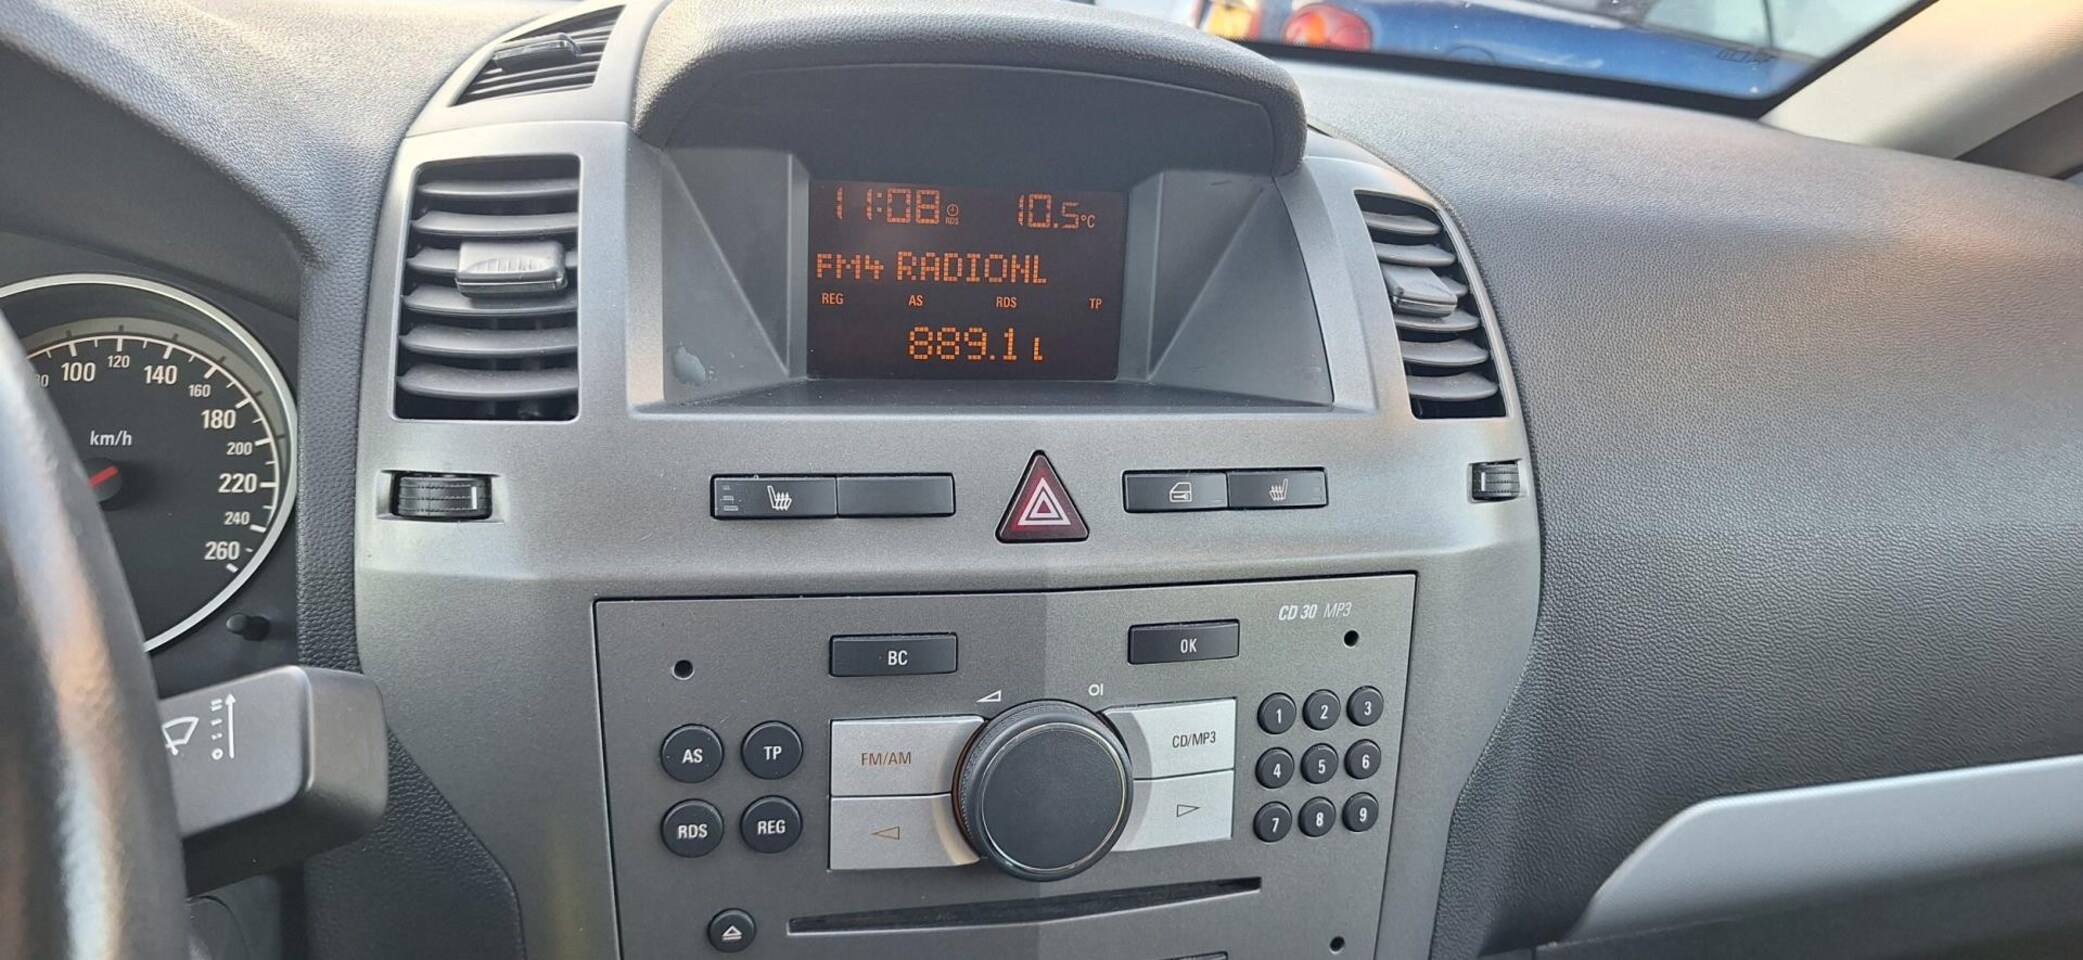 11:08 RDS 10.5°C
FM4 RADIONL
REG AS RDS TP
889.1 L
100 120 140 160 180 200 220 240 260
km/h
CD 30 MP3
BC OK
AS TP
FM/AM CD/MP3
RDS REG
1 2 3
4 5 6
7 8 9